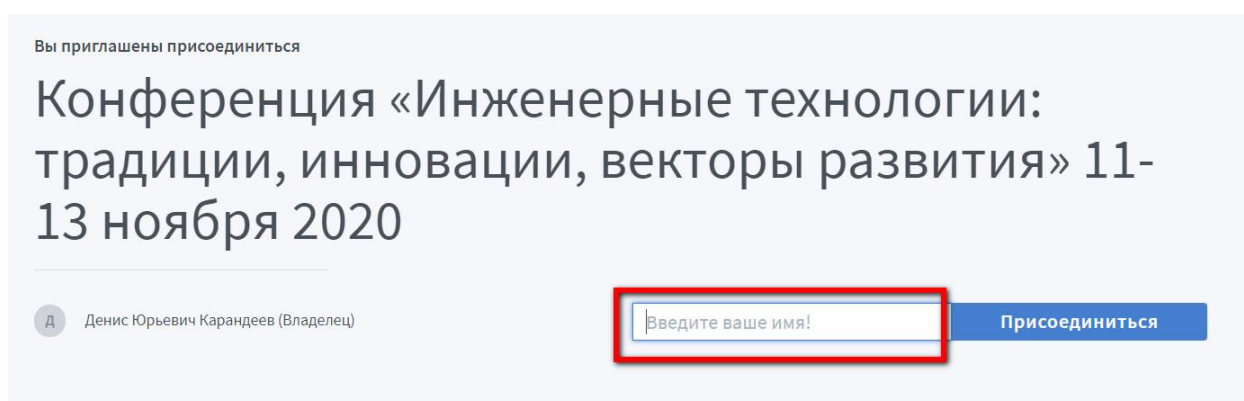 Вы приглашены присоединиться
Конференция «Инженерные технологии:
традиции, инновации, векторы развития» 11-
13 ноября 2020
Д Денис Юрьевич Карандеев (Владелец)
Введите ваше имя! Присоединиться